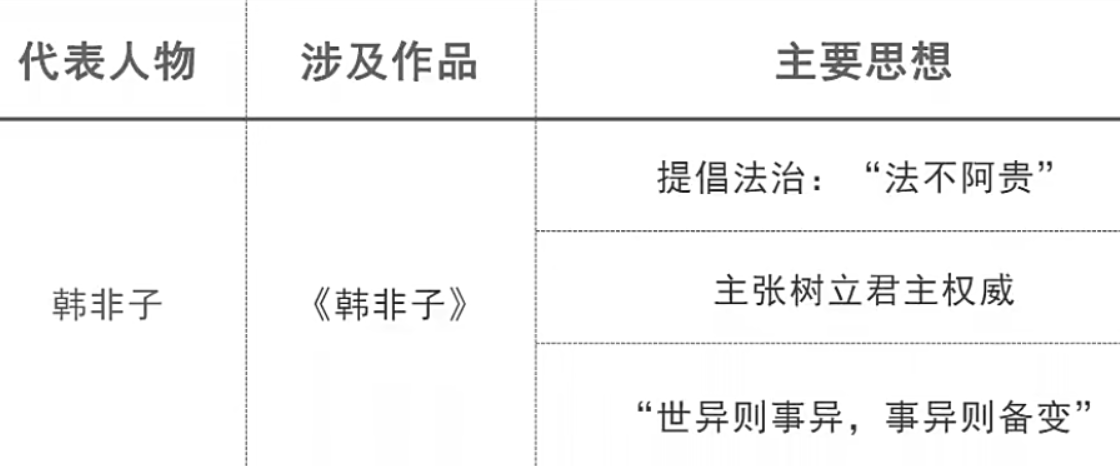 代表人物 涉及作品 主要思想
提倡法治：“法不阿贵”
主张树立君主权威
韩非子 《韩非子》
“世异则事异，事异则备变”